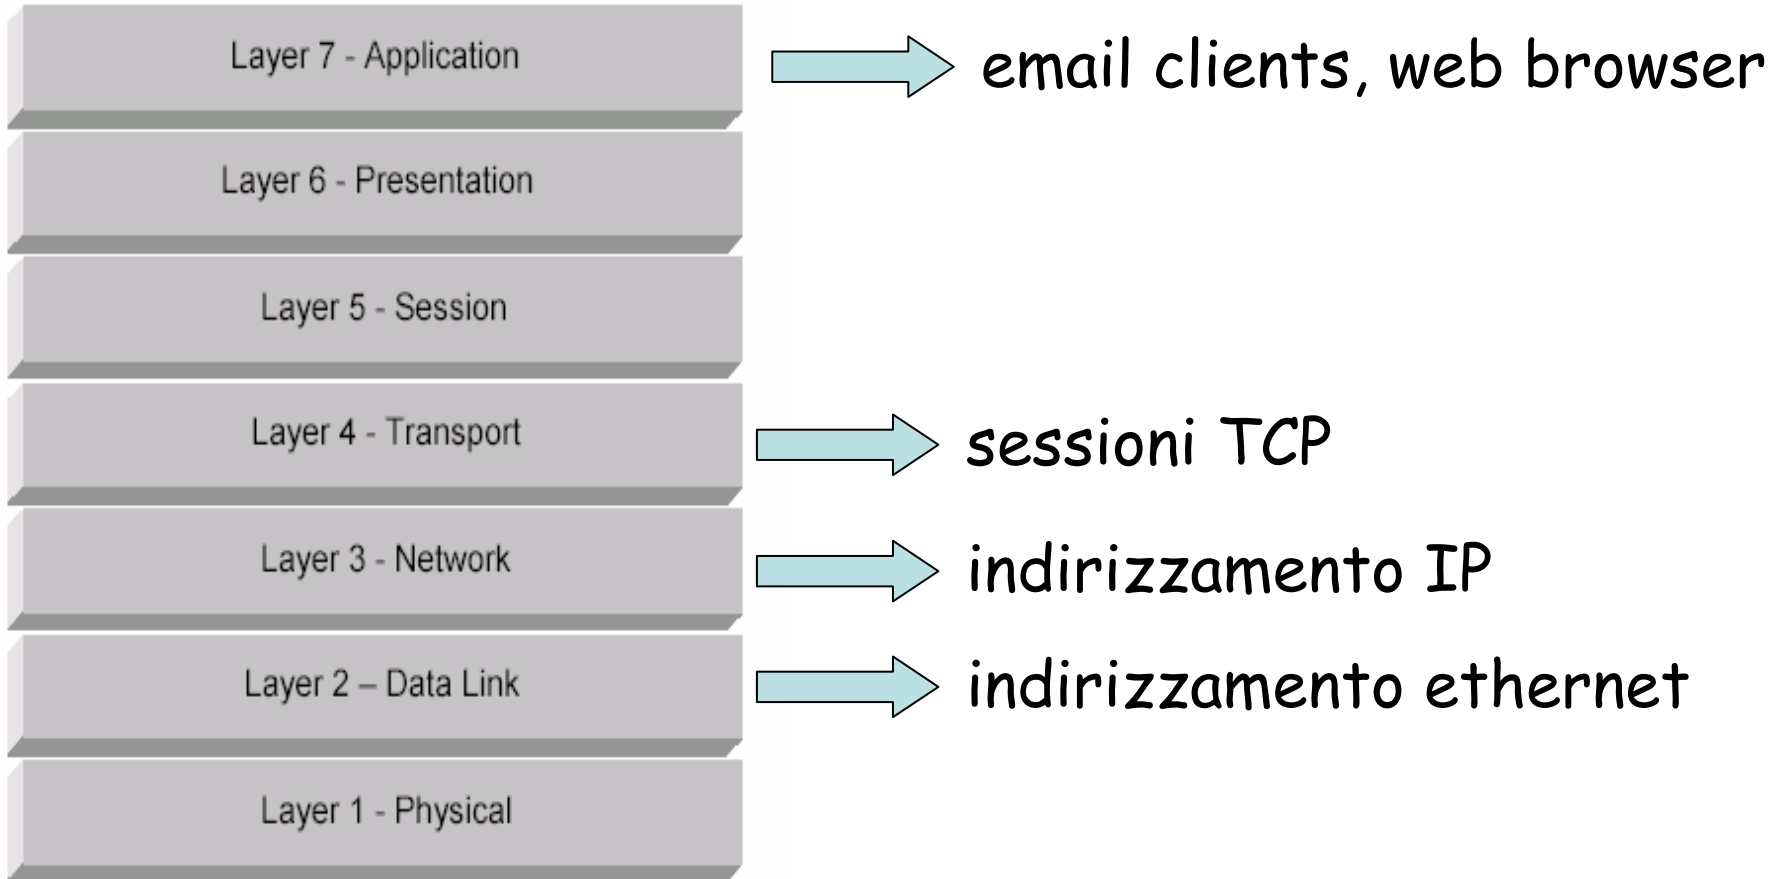 Layer 7 - Application
email clients, web browser
Layer 6 - Presentation
Layer 5 - Session
Layer 4 - Transport
sessioni TCP
Layer 3 - Network
indirizzamento IP
Layer 2 – Data Link
indirizzamento ethernet
Layer 1 - Physical